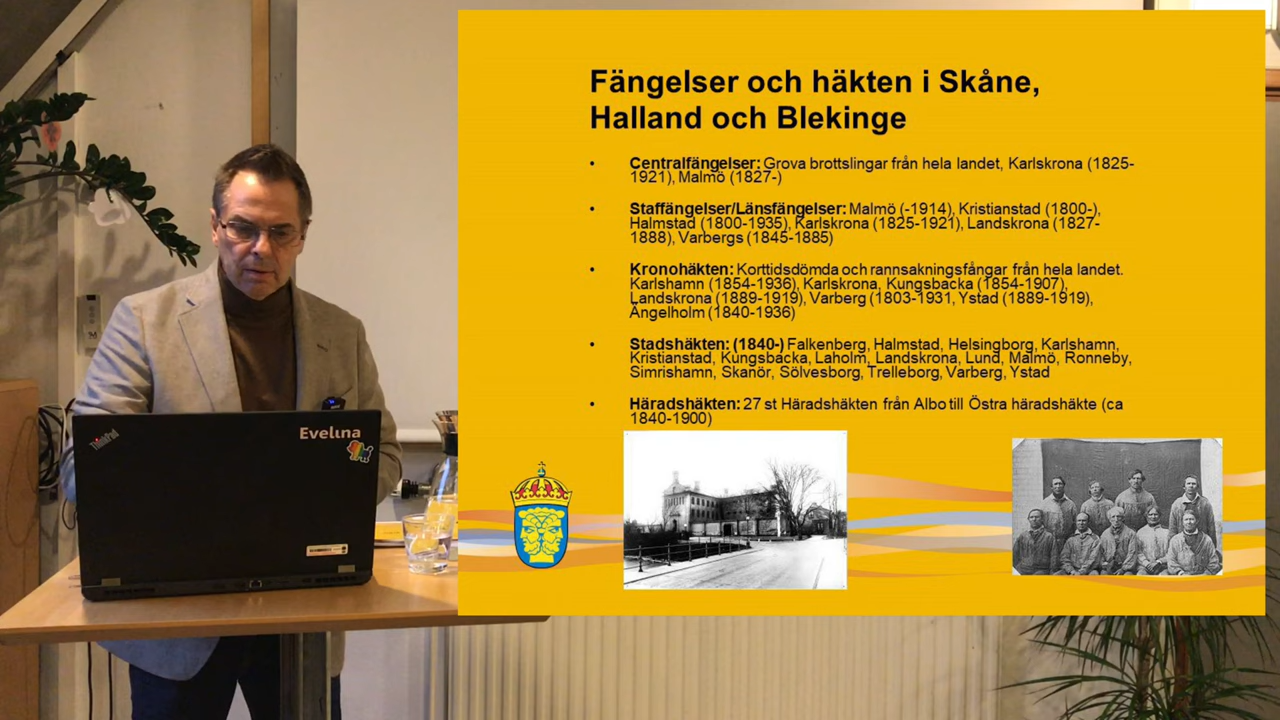 Fängelser och häkten i Skåne,
Halland och Blekinge
• Centralfängelser: Grova brottslingar från hela landet, Karlskrona (1825-
1921), Malmö (1827-)
• Staffängelser/Länsfängelser: Malmö (-1914), Kristianstad (1800-),
Halmstad (1800-1935), Karlskrona (1825-1921), Landskrona (1827-
1888), Varbergs (1845-1885)
• Kronohäkten: Korttidsdömda och rannsakningsfångar från hela landet.
Karlshamn (1854-1936), Karlskrona, Kungsbacka (1854-1907),
Landskrona (1889-1919), Varberg (1803-1931, Ystad (1889-1919),
Ängelholm (1840-1936)
• Stadshäkten: (1840-) Falkenberg, Halmstad, Helsingborg, Karlshamn,
Kristianstad, Kungsbacka, Laholm, Landskrona, Lund, Malmö, Ronneby,
Simrishamn, Skanör, Sölvesborg, Trelleborg, Varberg, Ystad
• Häradshäkten: 27 st Häradshäkten från Albo till Östra häradshäkte (ca
1840-1900)
ThinkPad
Evelina